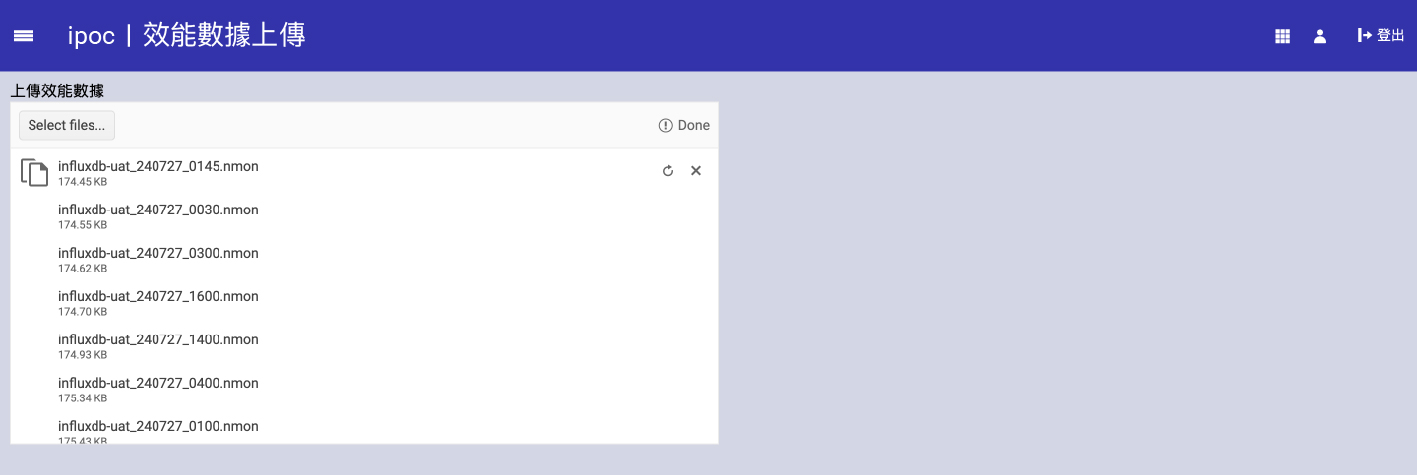 ipoc | 效能數據上傳
登出
上傳效能數據
Select files...
Done
influxdb-uat_240727_0145.nmon
174.45 KB
influxdb-uat_240727_0030.nmon
174.55 KB
influxdb-uat_240727_0300.nmon
174.62 KB
influxdb-uat_240727_1600.nmon
174.70 KB
influxdb-uat_240727_1400.nmon
174.93 KB
influxdb-uat_240727_0400.nmon
175.34 KB
influxdb-uat_240727_0100.nmon
175.43 KB